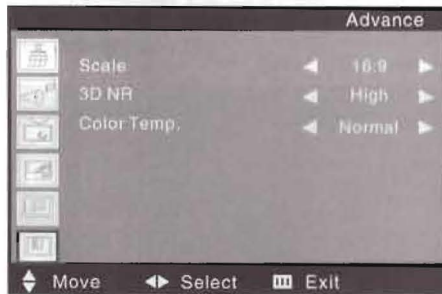 Advance
Scale 16:9
3D NR High
Color Temp. Normal
Move Select Exit